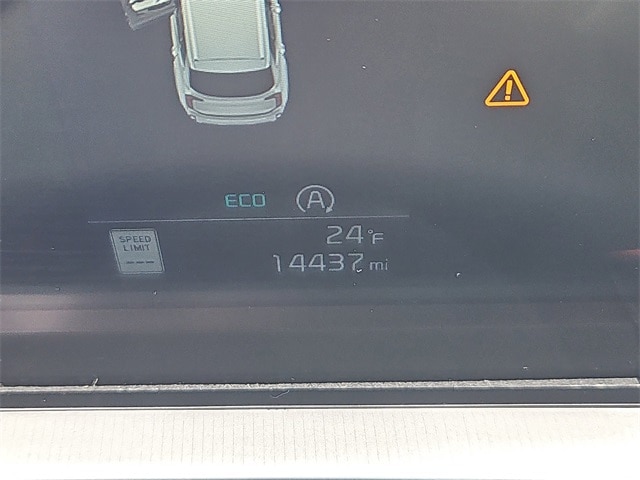 ECO A
SPEED
LIMIT
---
24°F
14437 mi